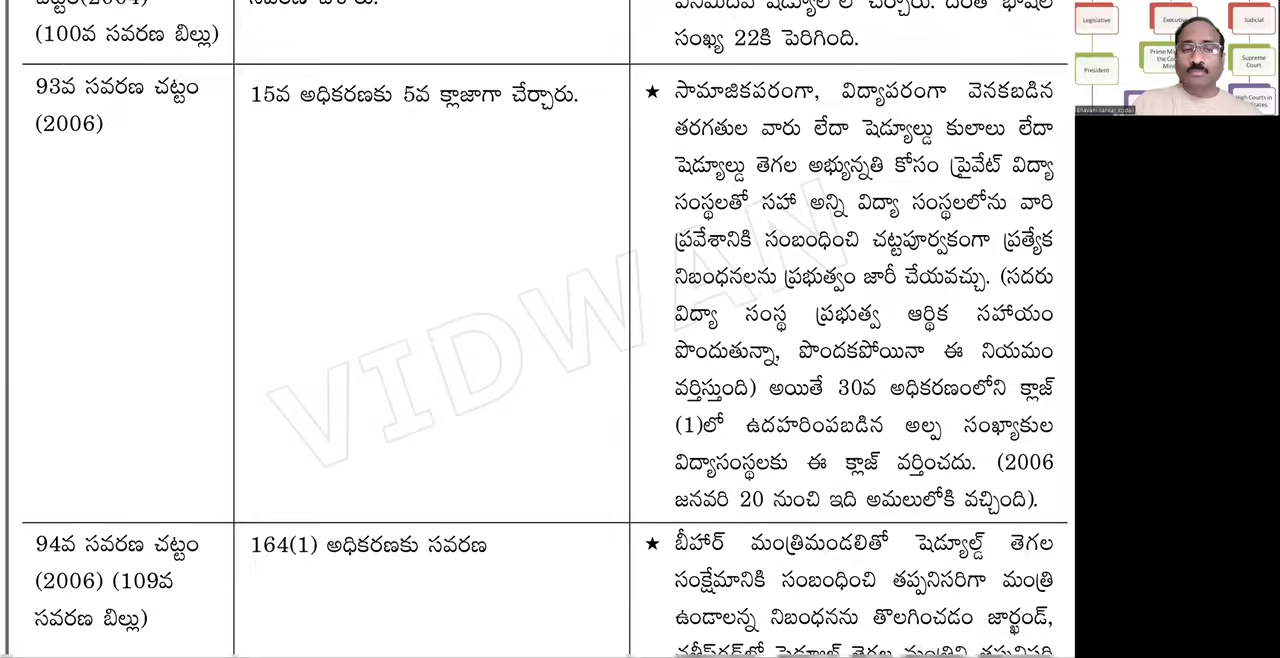 (100వ సవరణ బిల్లు)
సంఖ్య 22కి పెరిగింది.
93వ సవరణ చట్టం
(2006)
15వ అధికరణకు 5వ క్లాజుగా చేర్చారు.
★ సామాజికపరంగా, విద్యాపరంగా వెనకబడిన
తరగతుల వారు లేదా షెడ్యూల్డు కులాలు లేదా
షెడ్యూల్డు తెగల అభ్యున్నతి కోసం ప్రైవేట్ విద్యా
సంస్థలతో సహా అన్ని విద్యా సంస్థలలోను వారి
ప్రవేశానికి సంబంధించి చట్టపూర్వకంగా ప్రత్యేక
నిబంధనలను ప్రభుత్వం జారీ చేయవచ్చు. (సదరు
విద్యా సంస్థ ప్రభుత్వ ఆర్థిక సహాయం
పొందుతున్నా, పొందకపోయినా ఈ నియమం
వర్తిస్తుంది) అయితే 30వ అధికరణంలోని క్లాజ్
(1)లో ఉదహరింపబడిన అల్ప సంఖ్యాకుల
విద్యాసంస్థలకు ఈ క్లాజ్ వర్తించదు. (2006
జనవరి 20 నుంచి ఇది అమలులోకి వచ్చింది).
94వ సవరణ చట్టం
(2006) (109వ
సవరణ బిల్లు)
164(1) అధికరణకు సవరణ
★ బీహార్ మంత్రిమండలితో షెడ్యూల్డ్ తెగల
సంక్షేమానికి సంబంధించి తప్పనిసరిగా మంత్రి
ఉండాలన్న నిబంధనను తొలగించడం జార్ఖండ్,
VIDWAN
Legislative
Judicial
President
Supreme
Court